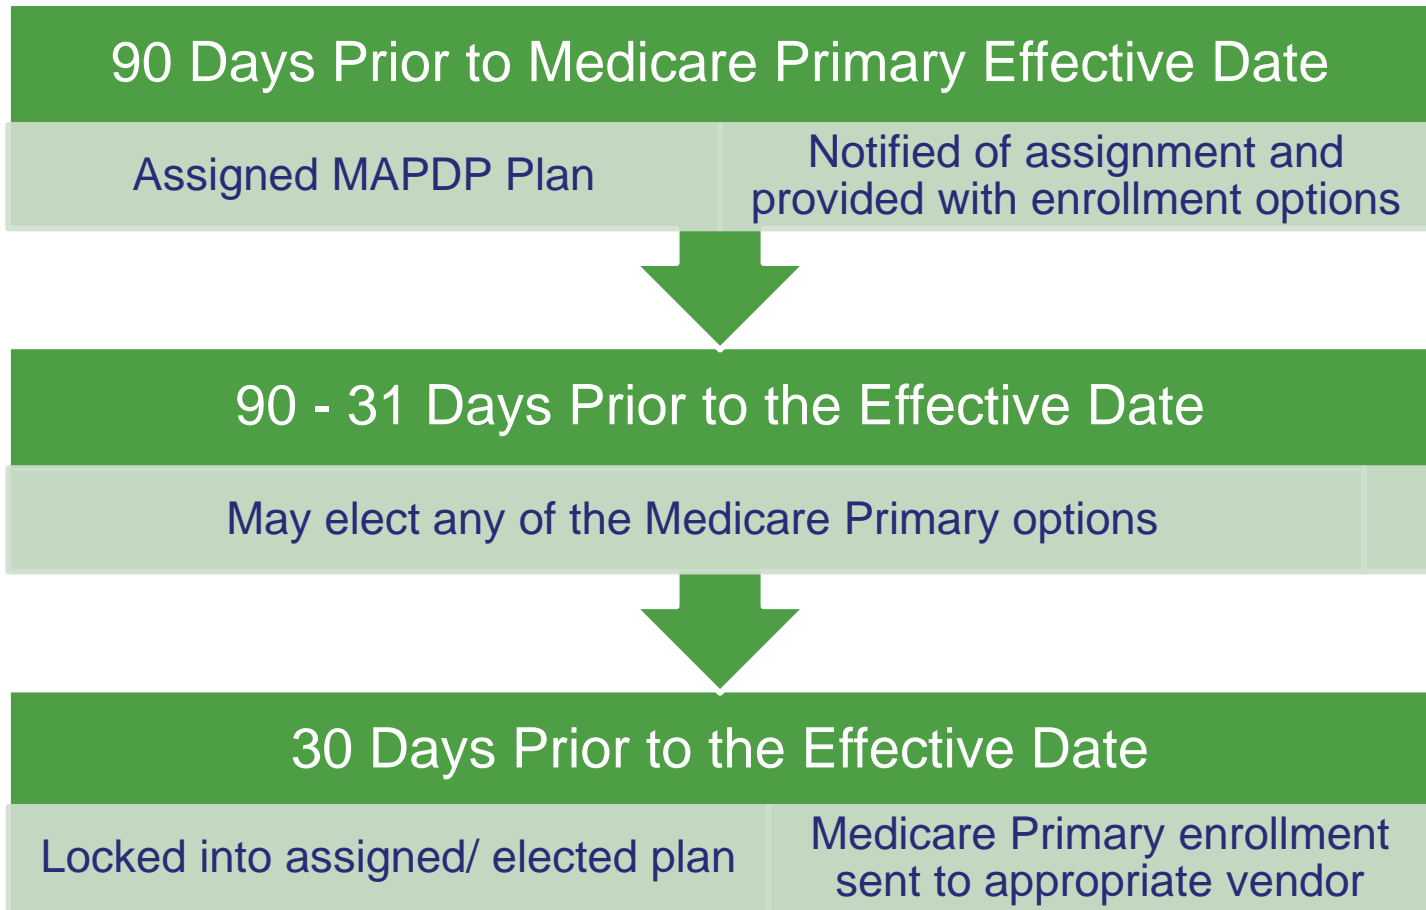 90 Days Prior to Medicare Primary Effective Date
Assigned MAPDP Plan
Notified of assignment and
provided with enrollment options
90 - 31 Days Prior to the Effective Date
May elect any of the Medicare Primary options
30 Days Prior to the Effective Date
Locked into assigned/ elected plan
Medicare Primary enrollment
sent to appropriate vendor